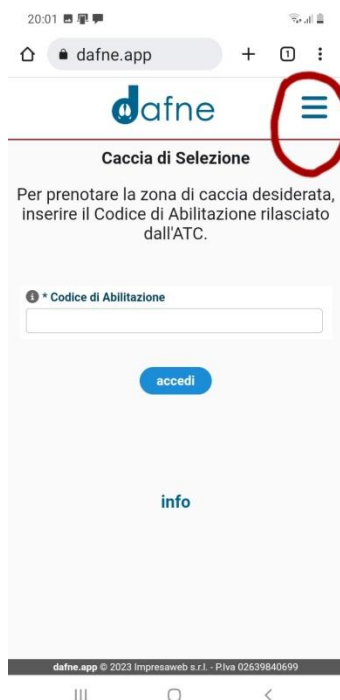 20:01
dafne.app
1
dafne
Caccia di Selezione
Per prenotare la zona di caccia desiderata,
inserire il Codice di Abilitazione rilasciato
dall'ATC.
* Codice di Abilitazione
accedi
info
dafne.app © 2023 Impresaweb s.r.l. - P.Iva 02639840699